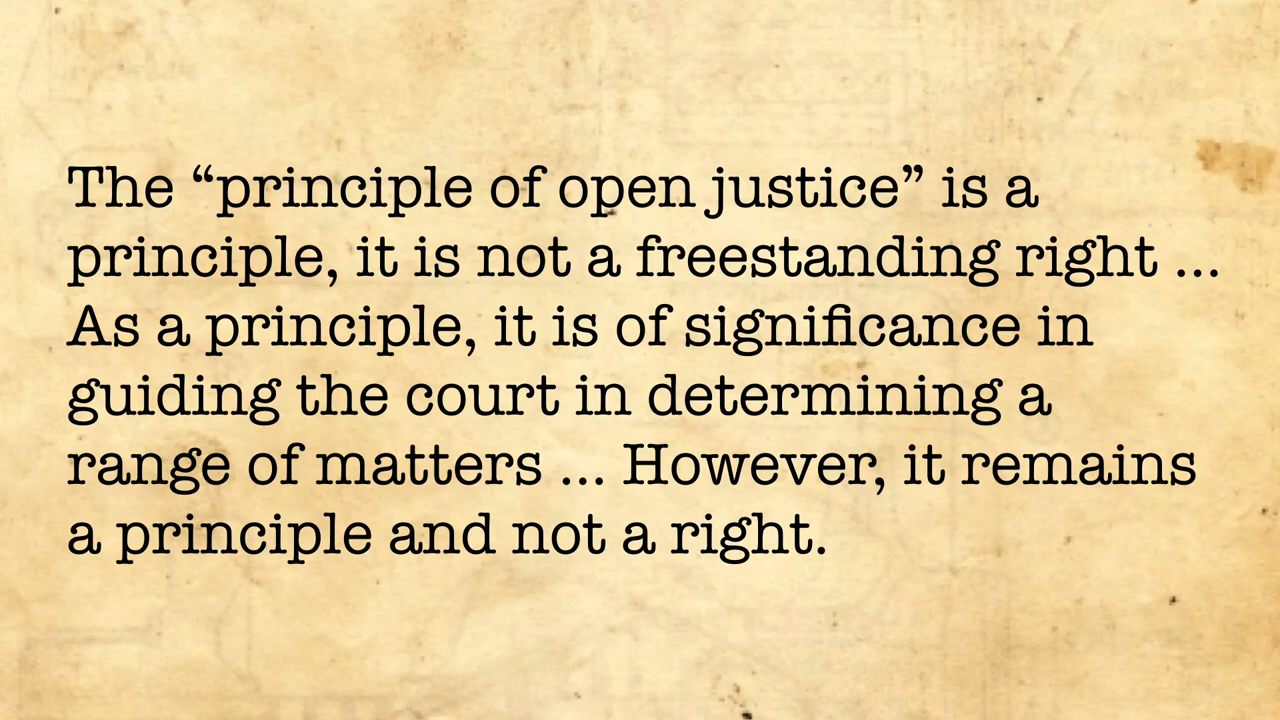 The “principle of open justice” is a
principle, it is not a freestanding right ...
As a principle, it is of significance in
guiding the court in determining a
range of matters ... However, it remains
a principle and not a right.